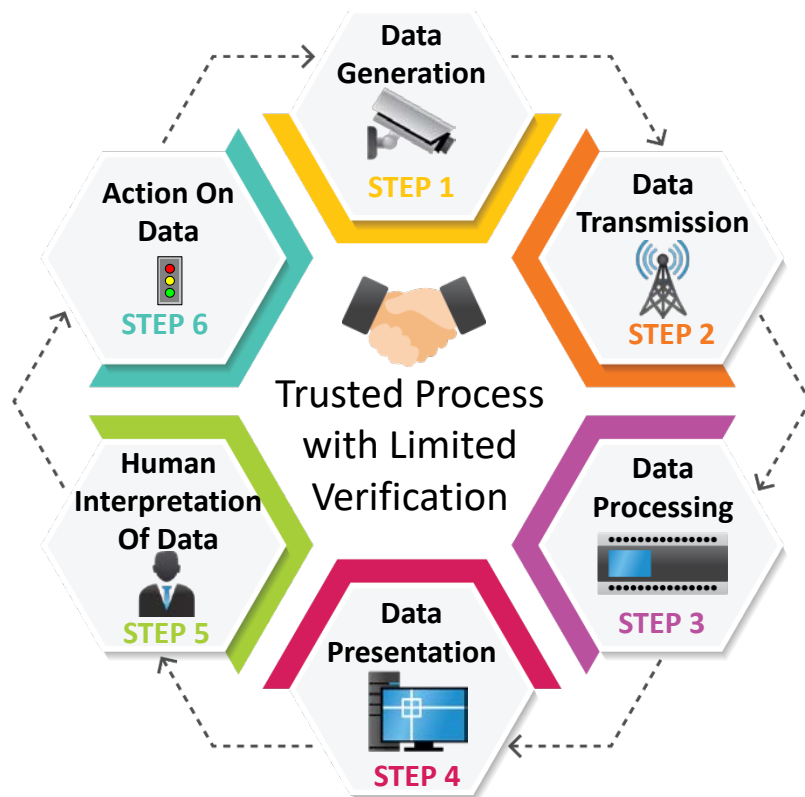 Data
Generation
STEP 1
Data
Transmission
STEP 2
Data
Processing
STEP 3
Data
Presentation
STEP 4
Human
Interpretation
Of Data
STEP 5
Action On
Data
STEP 6
Trusted Process
with Limited
Verification